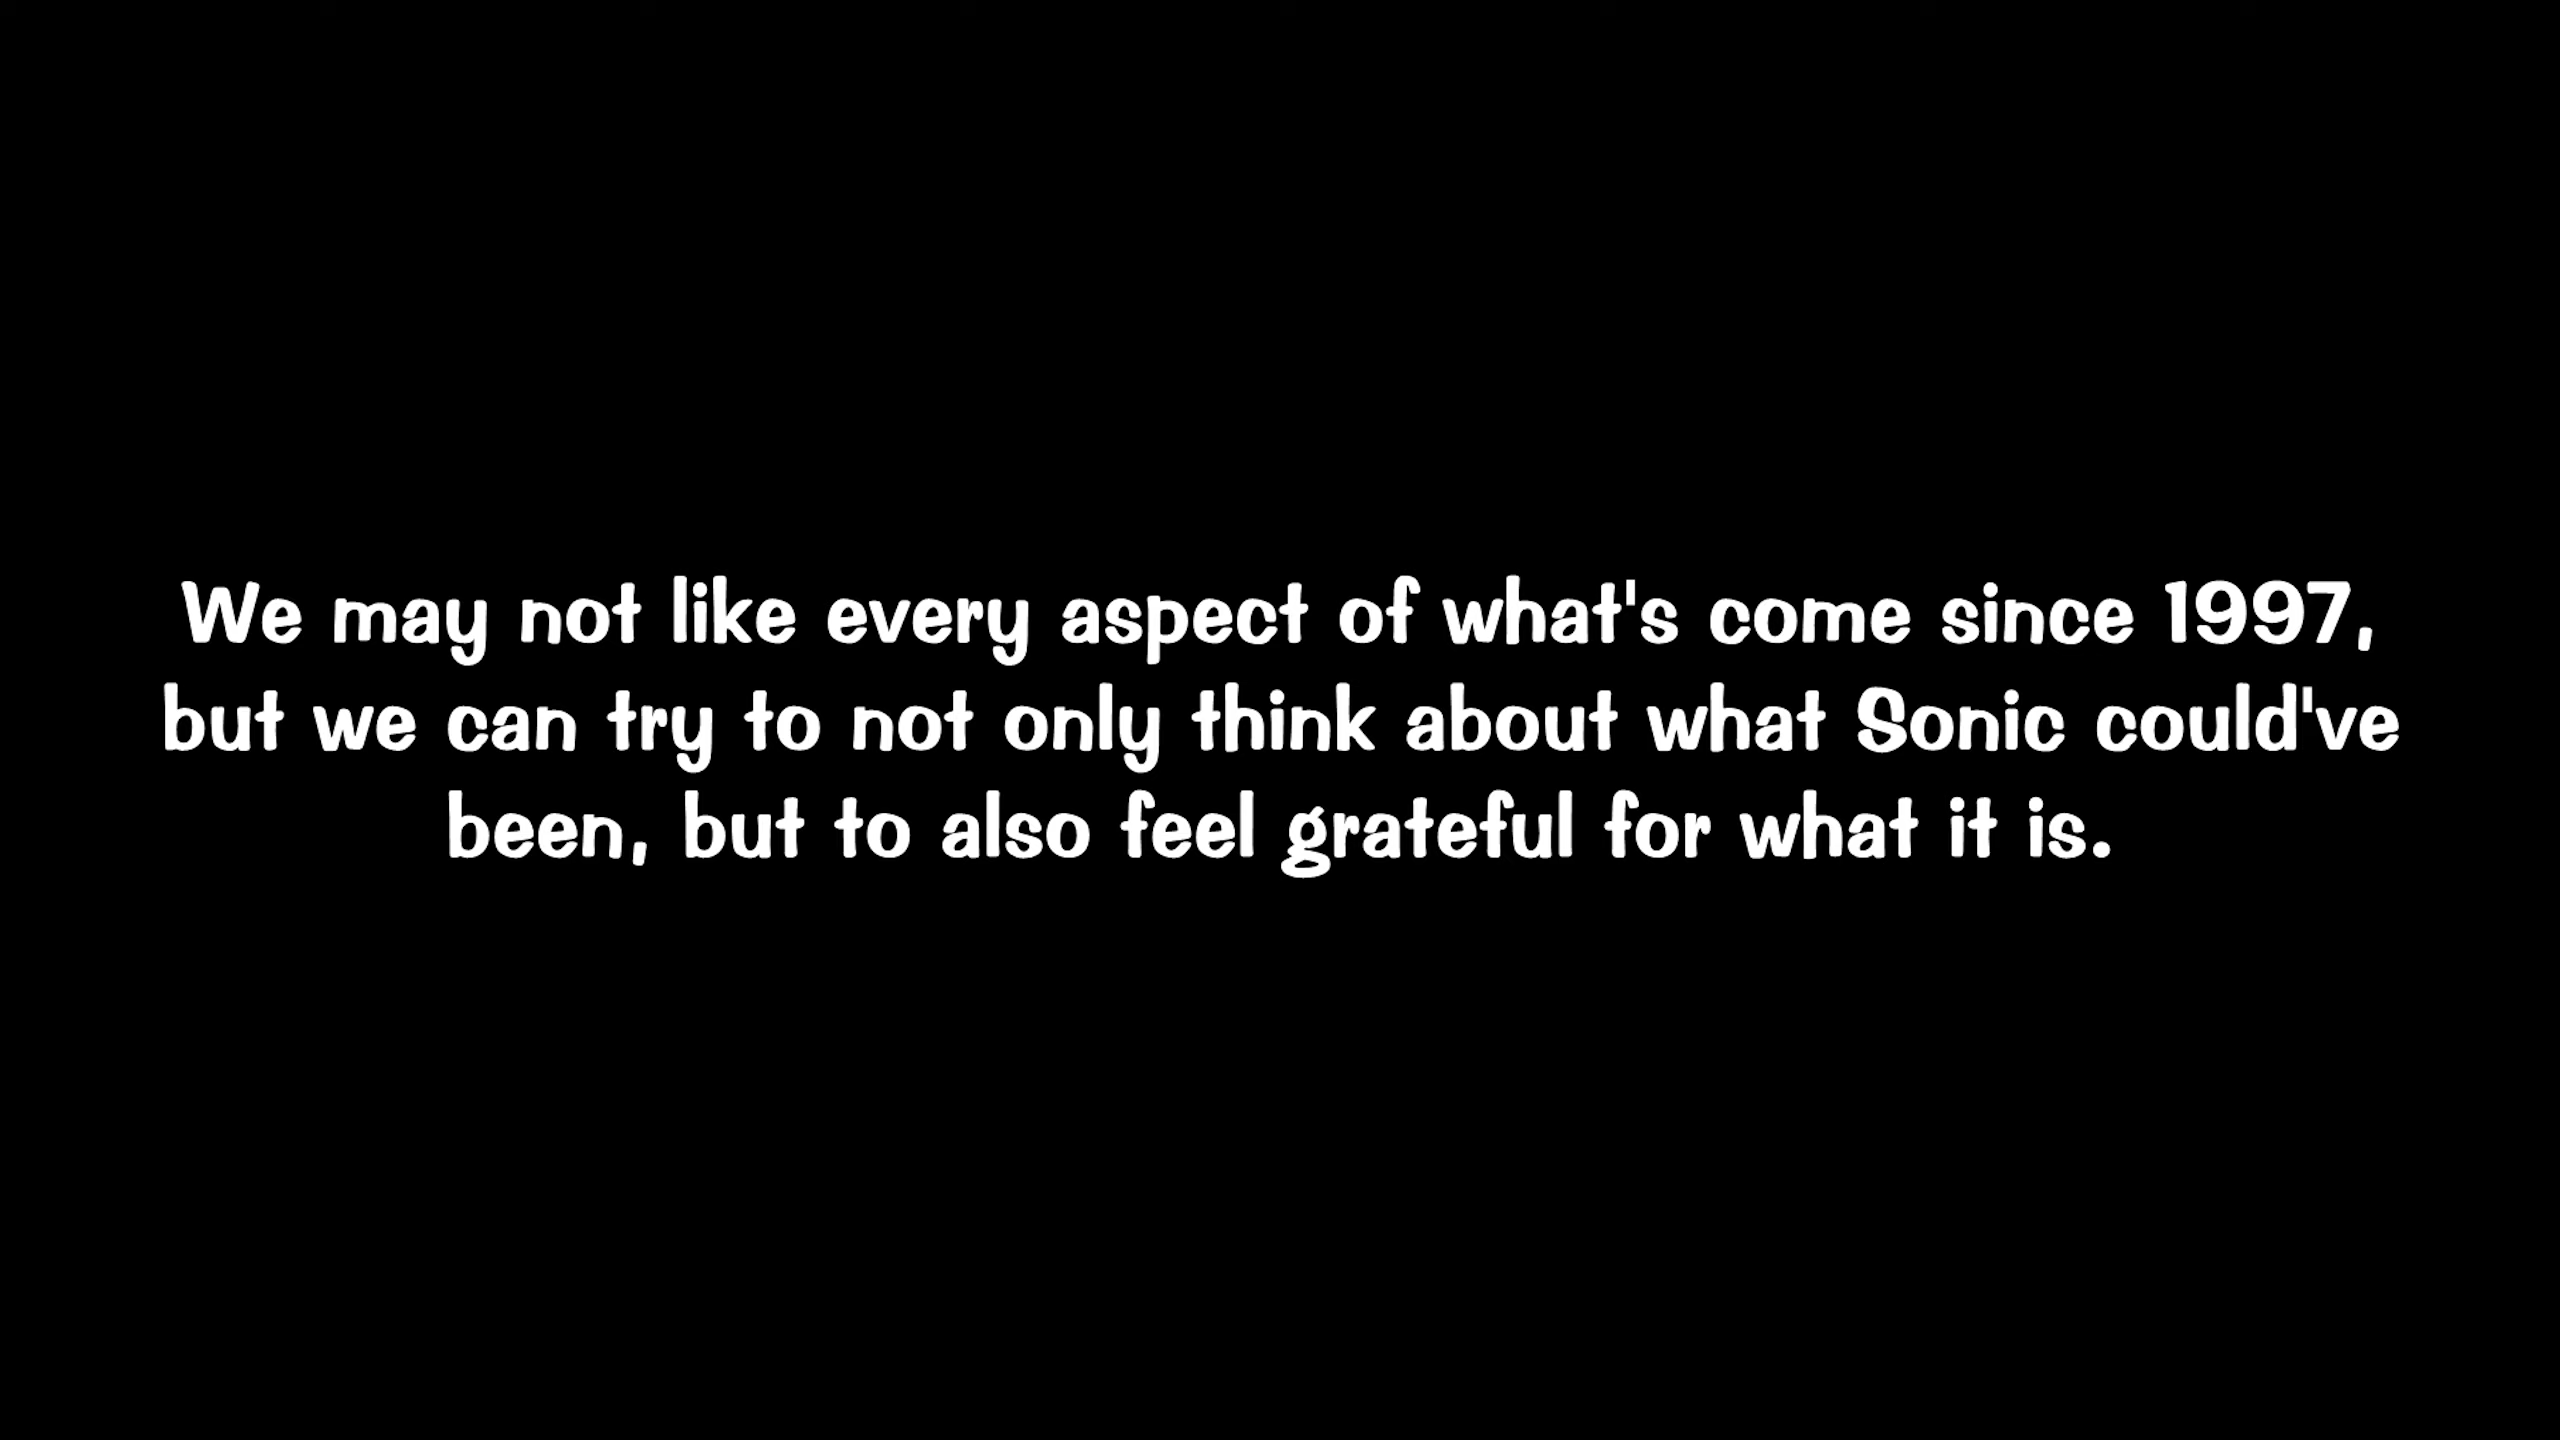 We may not like every aspect of what's come since 1997,
but we can try to not only think about what Sonic could've
been, but to also feel grateful for what it is.